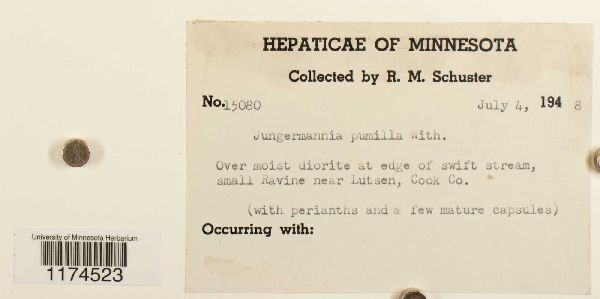 HEPATICAE OF MINNESOTA
Collected by R. M. Schuster
No. 15080 July 4, 194 8
Jungermannia pumilla With.
Over moist diorite at edge of swift stream,
small Ravine near Lutsen, Cook Co.
(with perianths and a few mature capsules)
Occurring with:
University of Minnesota Herbarium
1174523